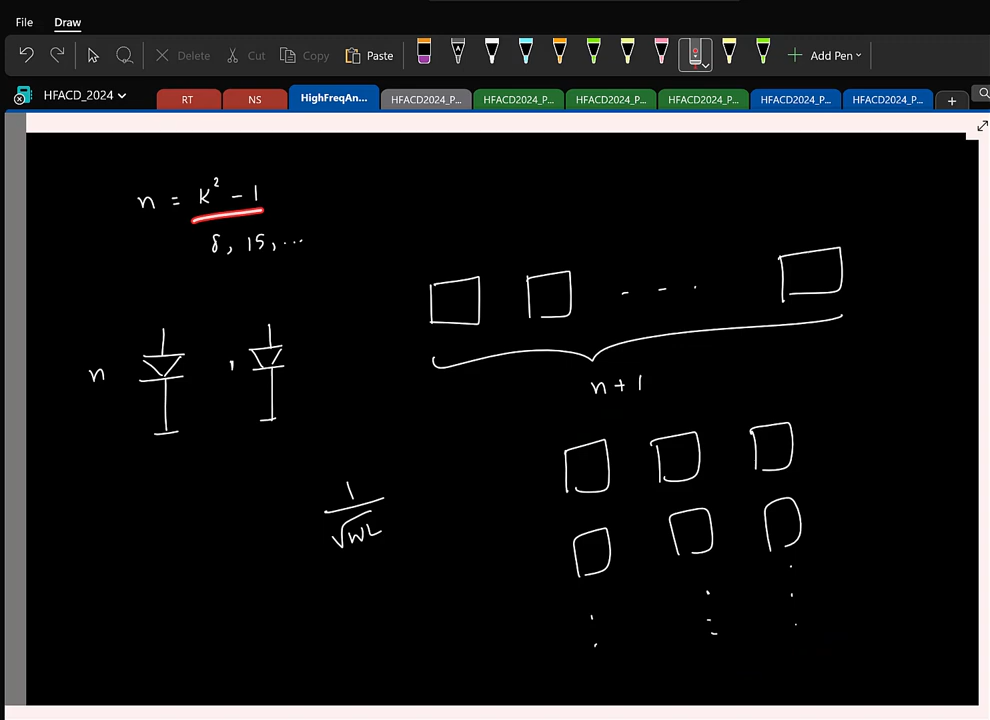 File Draw
Delete Cut Copy Paste Add Pen
HFACD_2024 RT NS HighFreqAn... HFACD2024_P... HFACD2024_P... HFACD2024_P... HFACD2024_P... HFACD2024_P... HFACD2024_P...
n = K² - 1
8, 15, ...
n ,
n + 1
1/√WL